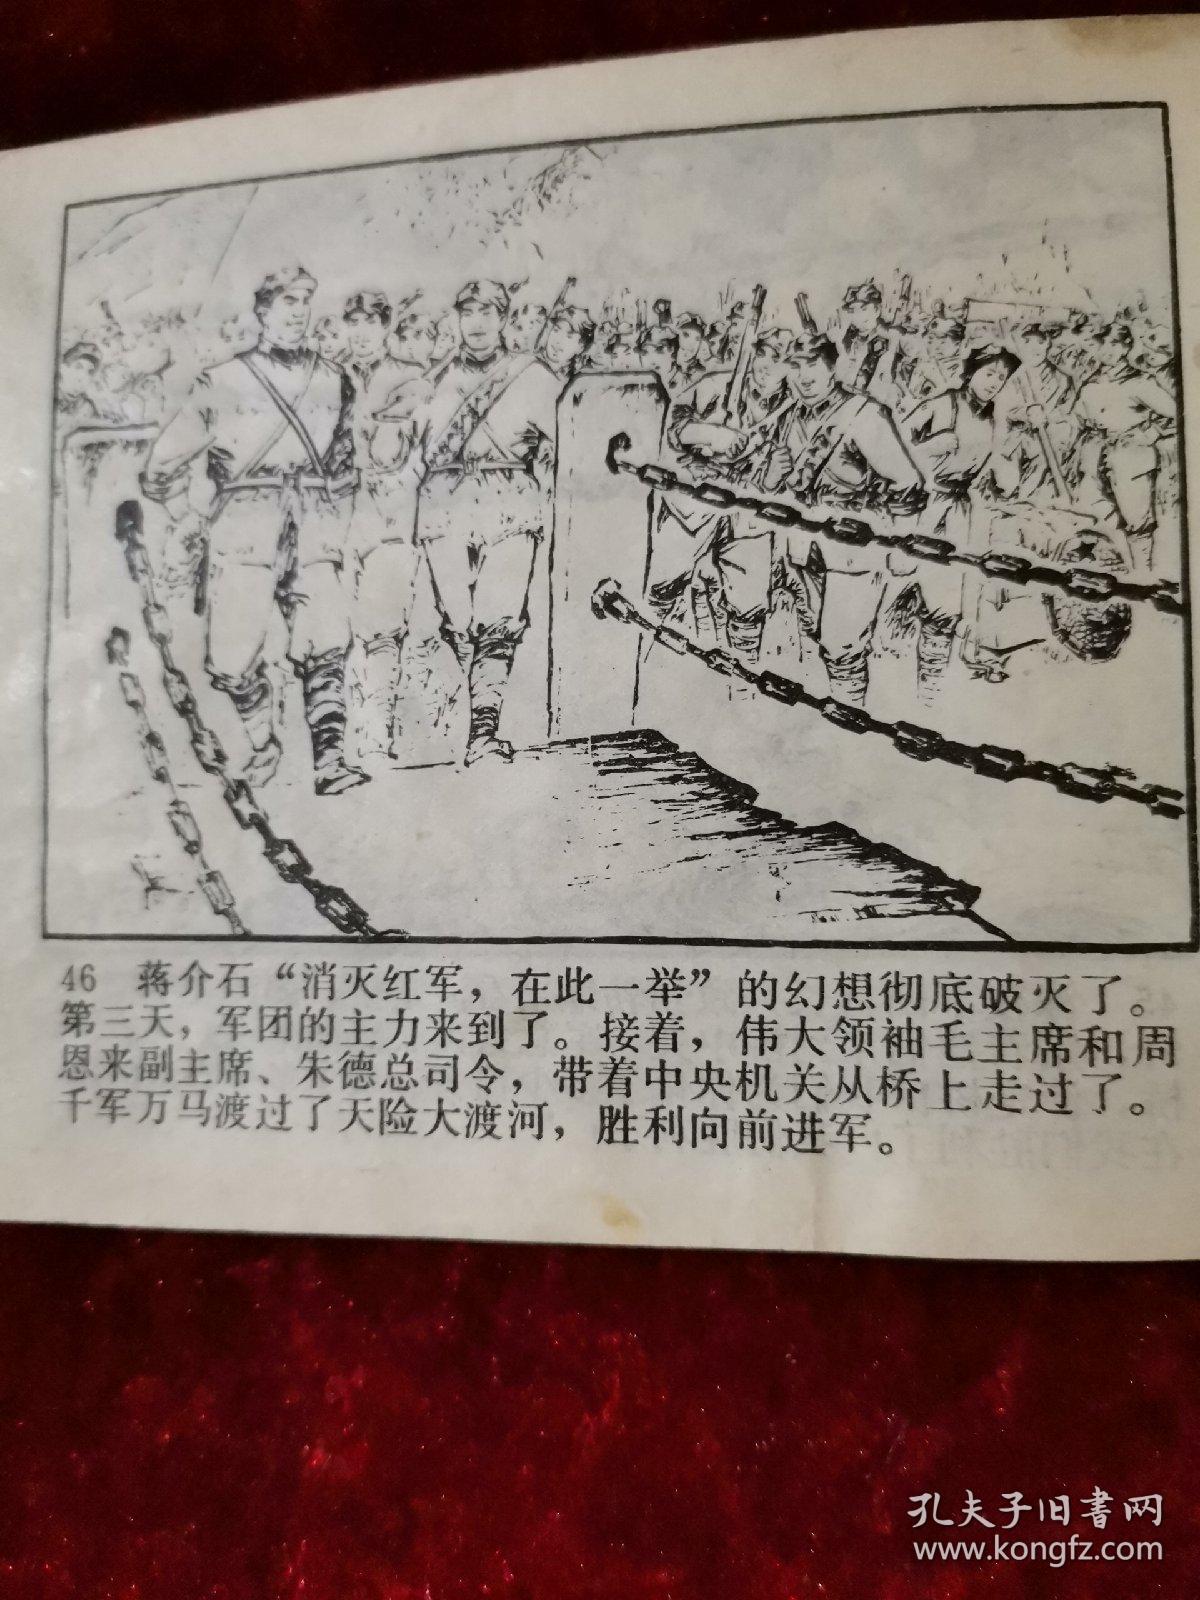 46　蒋介石“消灭红军，在此一举”的幻想彻底破灭了。
第三天，军团的主力来到了。接着，伟大领袖毛主席和周
恩来副主席、朱德总司令，带着中央机关从桥上走过了。
千军万马渡过了天险大渡河，胜利向前进军。
孔夫子旧書网
www.kongfz.com